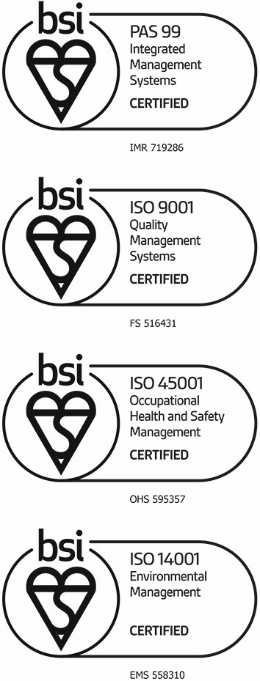 bsi
PAS 99
Integrated
Management
Systems
CERTIFIED
IMR 719286
bsi
ISO 9001
Quality
Management
Systems
CERTIFIED
FS 516431
bsi
ISO 45001
Occupational
Health and Safety
Management
CERTIFIED
OHS 595357
bsi
ISO 14001
Environmental
Management
CERTIFIED
EMS 558310